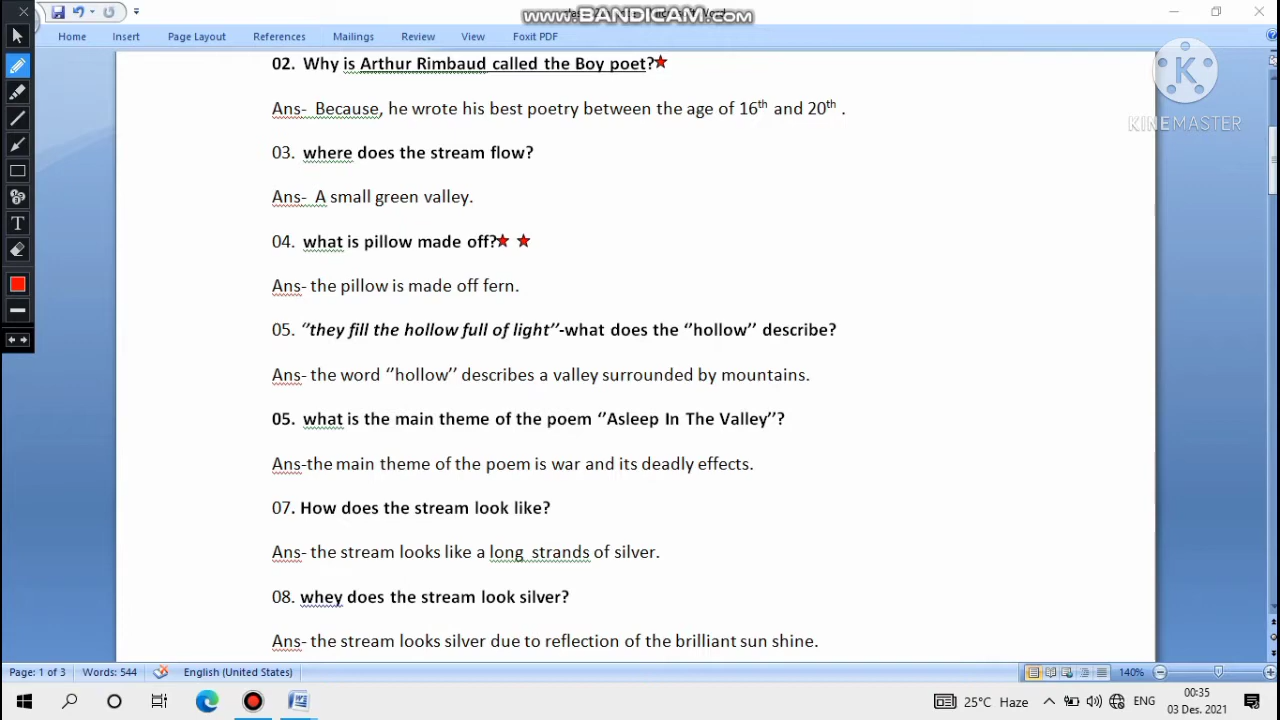 www.BANDICAM.com
Home Insert Page Layout References Mailings Review View Foxit PDF
02. Why is Arthur Rimbaud called the Boy poet?
K
KINEMASTER
Ans- Because, he wrote his best poetry between the age of 16th and 20th .
03. where does the stream flow?
Ans- A small green valley.
04. what is pillow made off?
Ans- the pillow is made off fern.
05. ‘’they fill the hollow full of light’’-what does the ‘’hollow’’ describe?
Ans- the word ‘’hollow’’ describes a valley surrounded by mountains.
05. what is the main theme of the poem ‘’Asleep In The Valley’’?
Ans-the main theme of the poem is war and its deadly effects.
07. How does the stream look like?
Ans- the stream looks like a long strands of silver.
08. whey does the stream look silver?
Ans- the stream looks silver due to reflection of the brilliant sun shine.
Page: 1 of 3 Words: 544 English (United States) 140%
25°C Haze ENG 00:35
03 Des. 2021